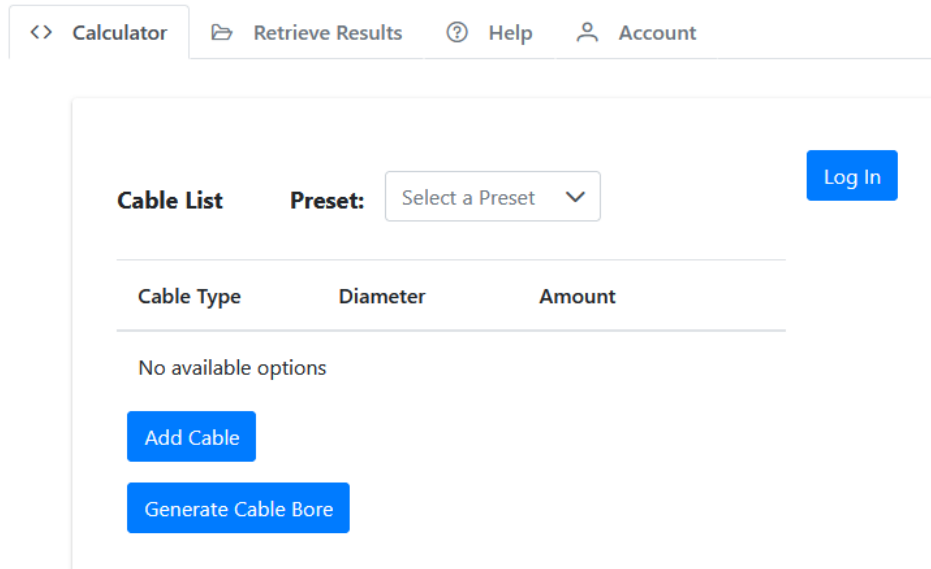 Calculator Retrieve Results Help Account
Log In
Cable List Preset: Select a Preset
Cable Type Diameter Amount
No available options
Add Cable
Generate Cable Bore